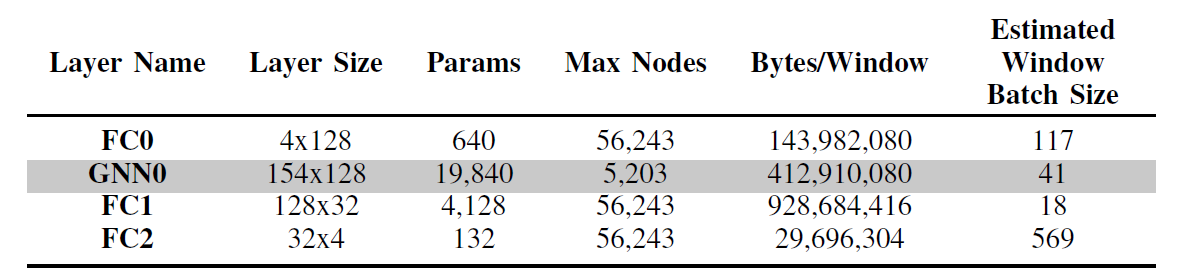 Layer Name Layer Size Params Max Nodes Bytes/Window Estimated Window Batch Size
FC0 4x128 640 56,243 143,982,080 117
GNN0 154x128 19,840 5,203 412,910,080 41
FC1 128x32 4,128 56,243 928,684,416 18
FC2 32x4 132 56,243 29,696,304 569